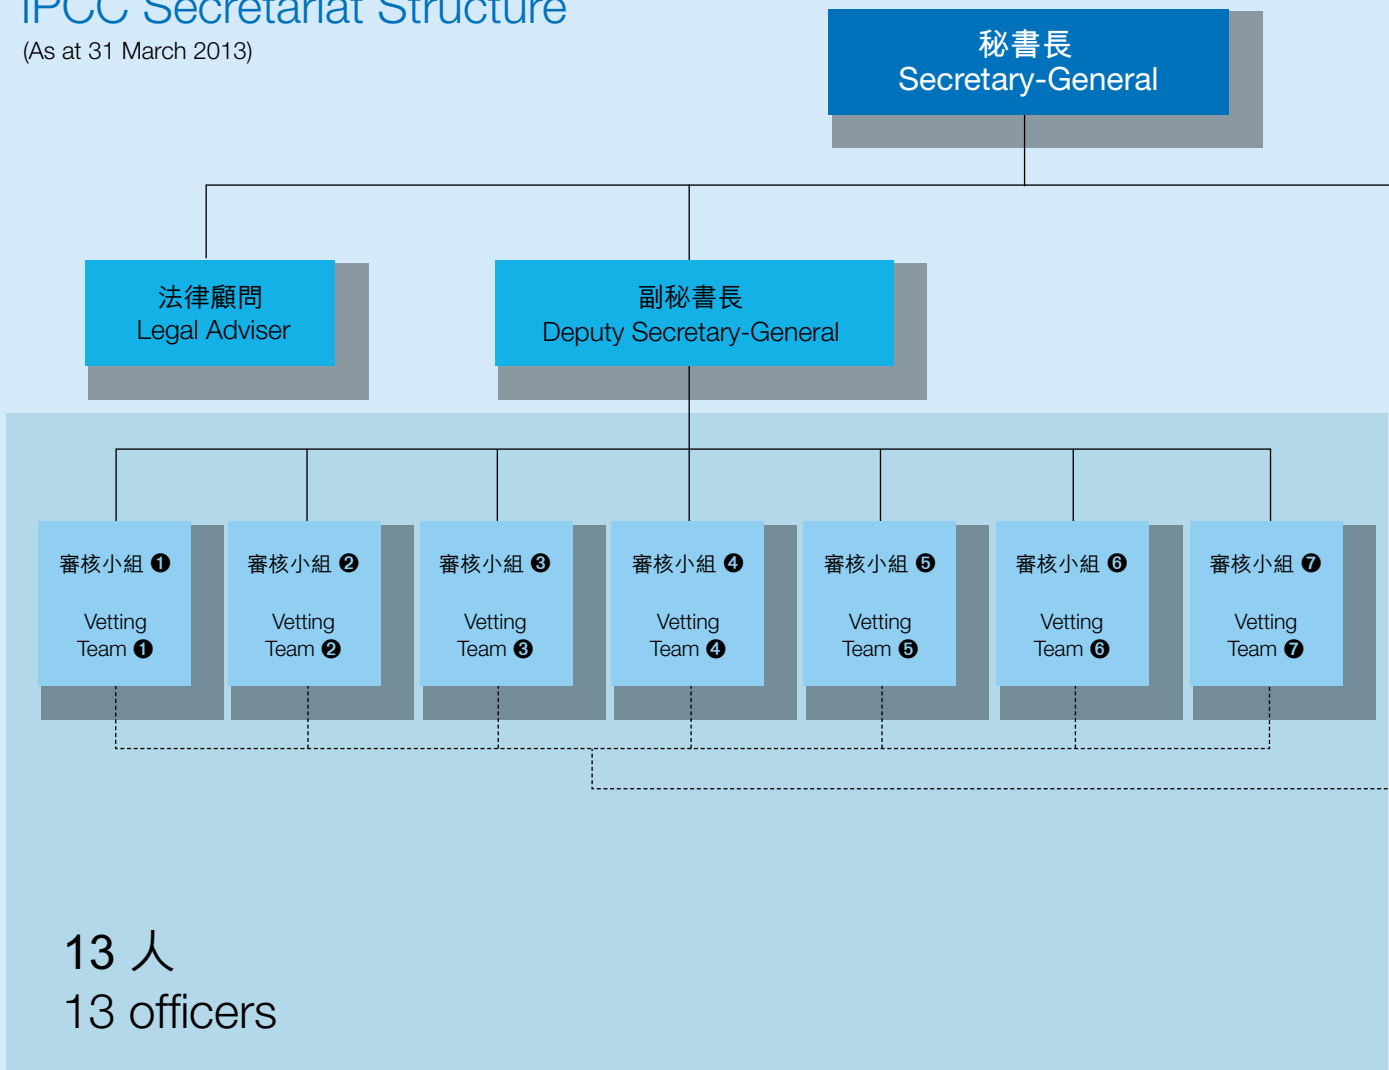 IPCC Secretariat Structure
(As at 31 March 2013)
秘書長
Secretary-General
法律顧問
Legal Adviser
副秘書長
Deputy Secretary-General
審核小組 ❶
Vetting
Team ❶
審核小組 ❷
Vetting
Team ❷
審核小組 ❸
Vetting
Team ❸
審核小組 ❹
Vetting
Team ❹
審核小組 ❺
Vetting
Team ❺
審核小組 ❻
Vetting
Team ❻
審核小組 ❼
Vetting
Team ❼
13 人
13 officers